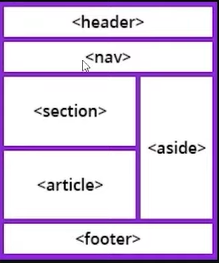 <header>
<nav>
<section>
<aside>
<article>
<footer>